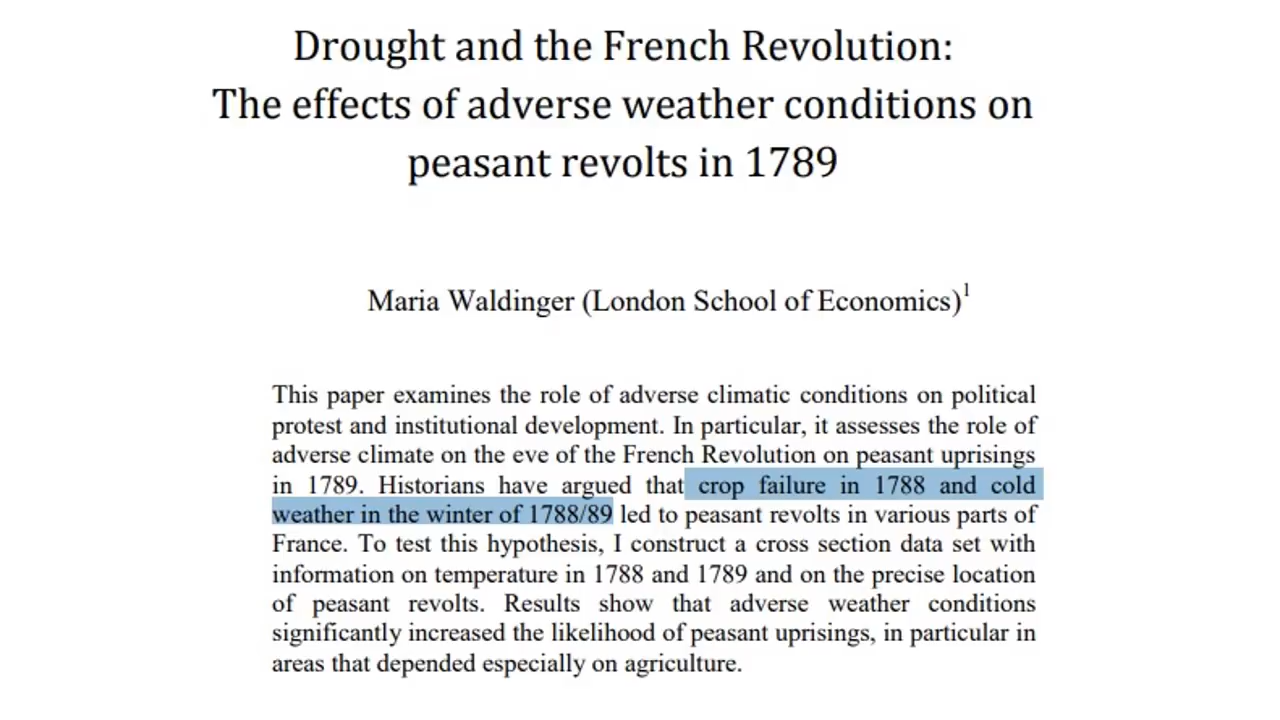 Drought and the French Revolution:
The effects of adverse weather conditions on
peasant revolts in 1789
Maria Waldinger (London School of Economics)1
This paper examines the role of adverse climatic conditions on political
protest and institutional development. In particular, it assesses the role of
adverse climate on the eve of the French Revolution on peasant uprisings
in 1789. Historians have argued that crop failure in 1788 and cold
weather in the winter of 1788/89 led to peasant revolts in various parts of
France. To test this hypothesis, I construct a cross section data set with
information on temperature in 1788 and 1789 and on the precise location
of peasant revolts. Results show that adverse weather conditions
significantly increased the likelihood of peasant uprisings, in particular in
areas that depended especially on agriculture.